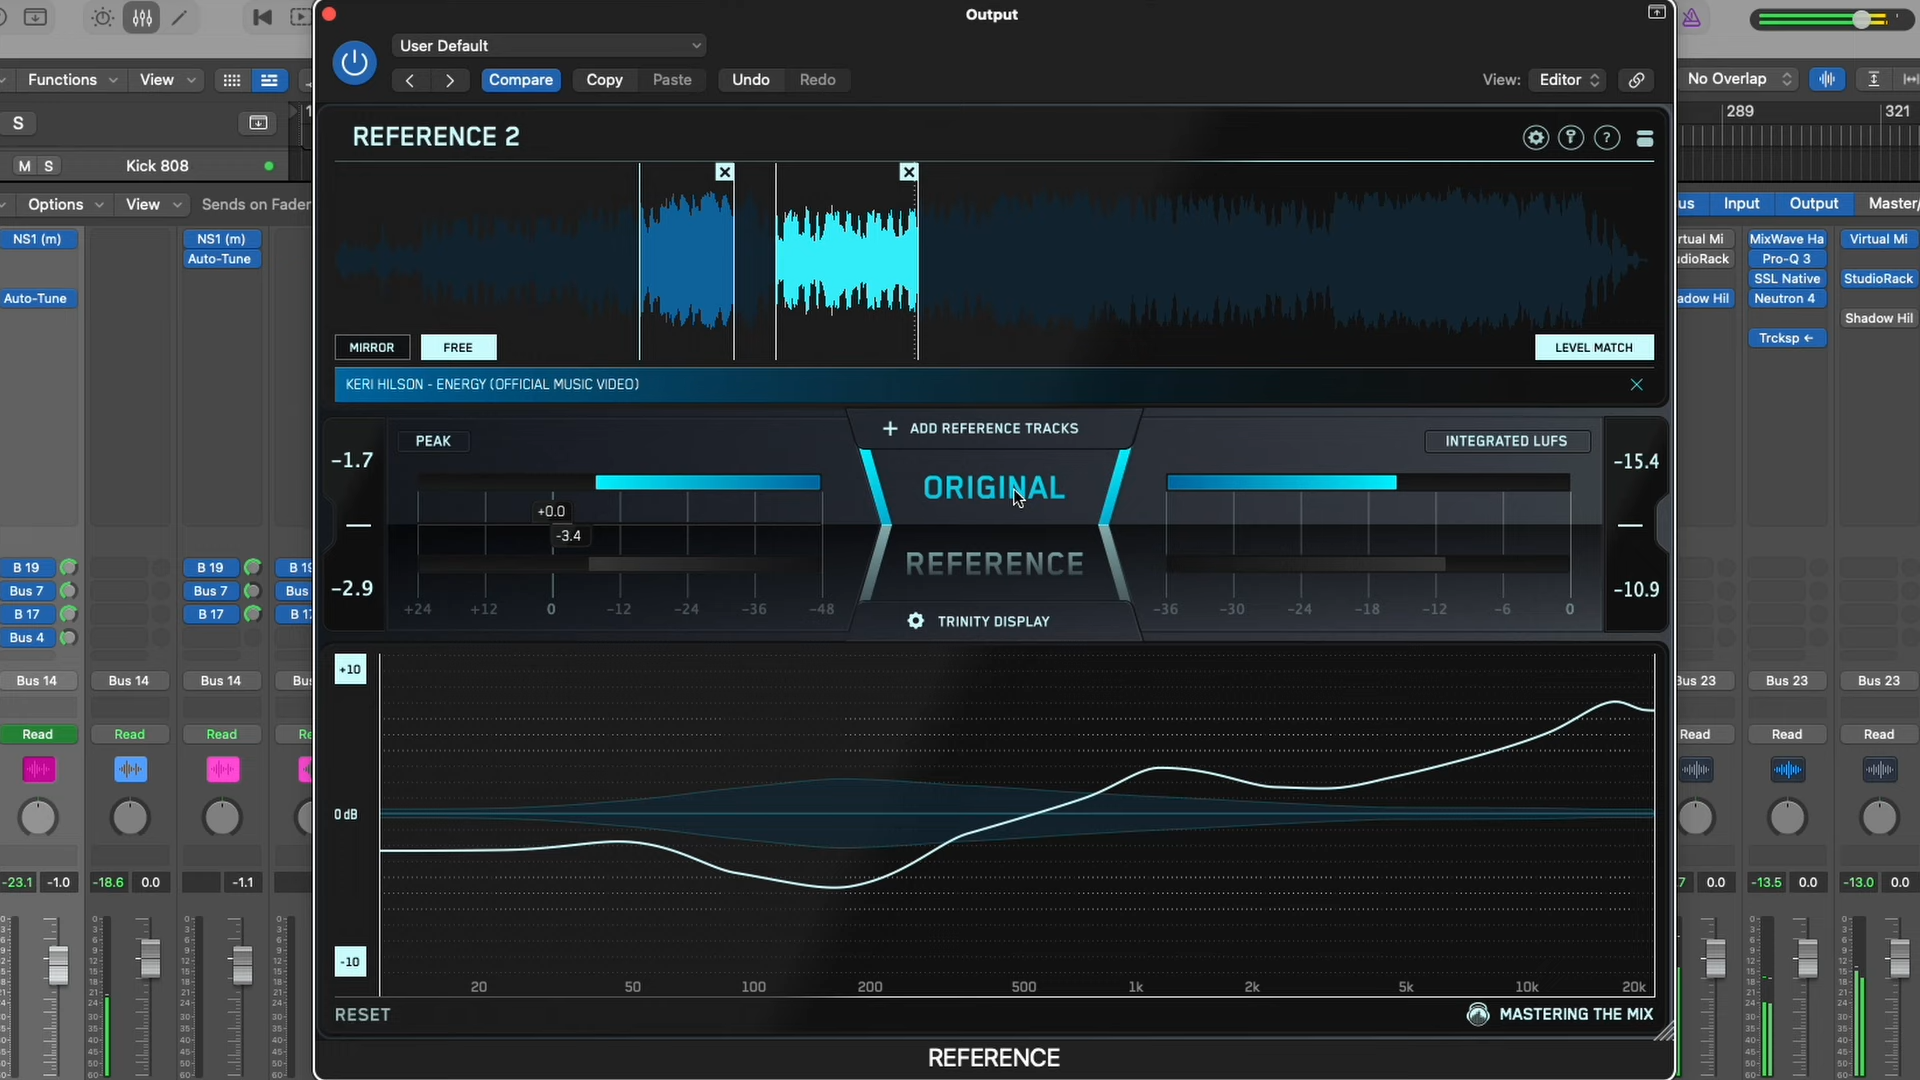 Output
User Default
Compare
Copy
Paste
Undo
Redo
View:
Editor
Functions
View
S
M S
Kick 808
Options
View
Sends on Fader
NS1 (m)
NS1 (m)
Auto-Tune
Auto-Tune
No Overlap
289
321
Input
Output
Master/
MixWave Ha
Virtual Mi
Pro-Q 3
SSL Native
StudioRack
Neutron 4
Shadow Hil
Trcksp ←
REFERENCE 2
?
X
X
MIRROR
FREE
LEVEL MATCH
KERI HILSON - ENERGY (OFFICIAL MUSIC VIDEO)
+ ADD REFERENCE TRACKS
PEAK
INTEGRATED LUFS
-1.7
-15.4
ORIGINAL
+0.0
-3.4
REFERENCE
-2.9
-10.9
+24 +12 0 -12 -24 -36 -48
-36 -30 -24 -18 -12 -6 0
TRINITY DISPLAY
+10
0 dB
-10
20 50 100 200 500 1k 2k 5k 10k 20k
RESET
MASTERING THE MIX
REFERENCE
B 19
Bus 7
B 17
Bus 4
B 19
Bus 7
B 17
Bus 14
Bus 14
Bus 14
Bus 23
Bus 23
Bus 23
Read
Read
Read
Read
Read
Read
-23.1 -1.0
-18.6 0.0
-1.1
0.0
-13.5 0.0
-13.0 0.0